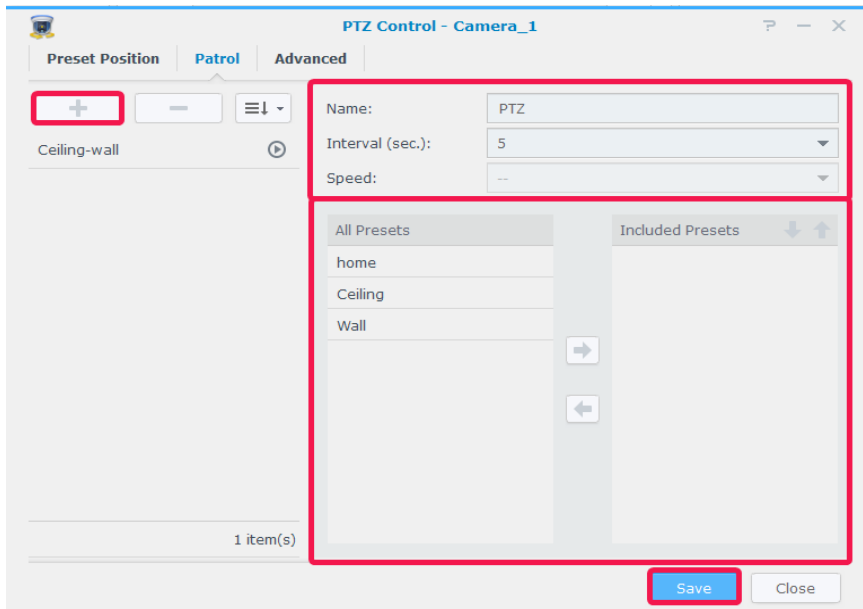 PTZ Control - Camera_1
Preset Position Patrol Advanced
Name: PTZ
Ceiling-wall
Interval (sec.): 5
Speed: --
All Presets
Included Presets
home
Ceiling
Wall
1 item(s)
Save Close